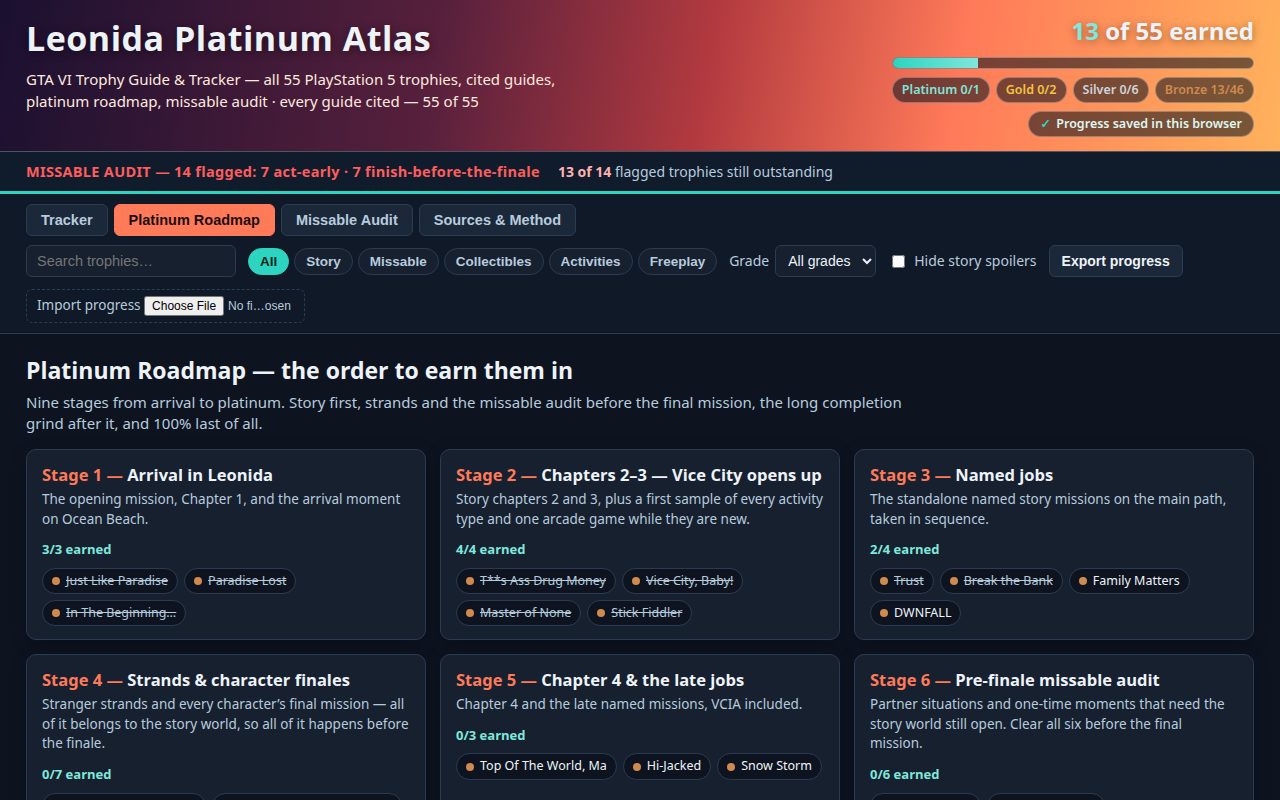 Leonida Platinum Atlas
GTA VI Trophy Guide & Tracker — all 55 PlayStation 5 trophies, cited guides,
platinum roadmap, missable audit · every guide cited — 55 of 55
13 of 55 earned
Platinum 0/1
Gold 0/2
Silver 0/6
Bronze 13/46
✓ Progress saved in this browser
MISSABLE AUDIT — 14 flagged: 7 act-early · 7 finish-before-the-finale
13 of 14 flagged trophies still outstanding
Tracker
Platinum Roadmap
Missable Audit
Sources & Method
Search trophies…
All
Story
Missable
Collectibles
Activities
Freeplay
Grade
All grades
Hide story spoilers
Export progress
Import progress
Choose File
No fi…osen
Platinum Roadmap — the order to earn them in
Nine stages from arrival to platinum. Story first, strands and the missable audit before the final mission, the long completion
grind after it, and 100% last of all.
Stage 1 — Arrival in Leonida
The opening mission, Chapter 1, and the arrival moment
on Ocean Beach.
3/3 earned
Just Like Paradise
Paradise Lost
In The Beginning...
Stage 2 — Chapters 2–3 — Vice City opens up
Story chapters 2 and 3, plus a first sample of every activity
type and one arcade game while they are new.
4/4 earned
T**s Ass Drug Money
Vice City, Baby!
Master of None
Stick Fiddler
Stage 3 — Named jobs
The standalone named story missions on the main path,
taken in sequence.
2/4 earned
Trust
Break the Bank
Family Matters
DWNFALL
Stage 4 — Strands & character finales
Stranger strands and every character’s final mission — all
of it belongs to the story world, so all of it happens before
the finale.
0/7 earned
Stage 5 — Chapter 4 & the late jobs
Chapter 4 and the late named missions, VCIA included.
0/3 earned
Top Of The World, Ma
Hi-Jacked
Snow Storm
Stage 6 — Pre-finale missable audit
Partner situations and one-time moments that need the
story world still open. Clear all six before the final
mission.
0/6 earned